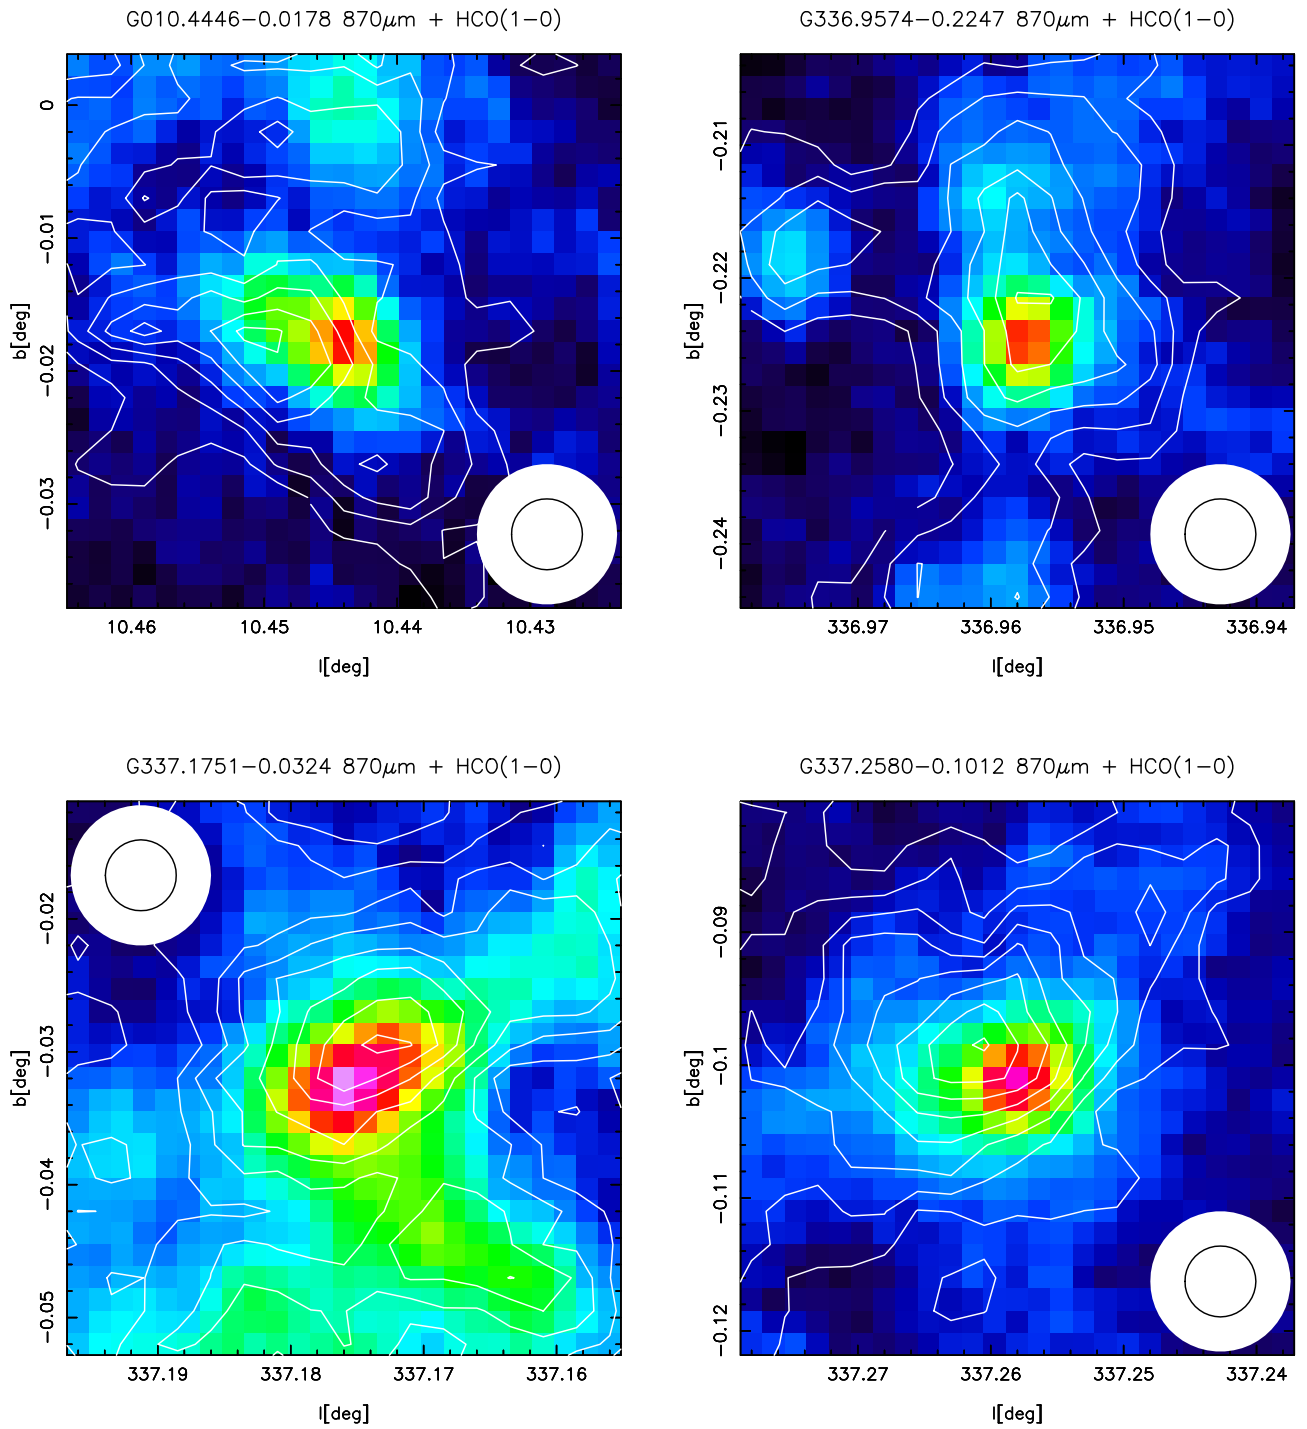 G010.4446−0.0178 870μm + HCO(1−0)
G336.9574−0.2247 870μm + HCO(1−0)
b[deg]
0
−0.01
−0.02
−0.03
10.46 10.45 10.44 10.43
l[deg]
b[deg]
−0.21
−0.22
−0.23
−0.24
336.97 336.96 336.95 336.94
l[deg]
G337.1751−0.0324 870μm + HCO(1−0)
G337.2580−0.1012 870μm + HCO(1−0)
b[deg]
−0.02
−0.03
−0.04
−0.05
337.19 337.18 337.17 337.16
l[deg]
b[deg]
−0.09
−0.1
−0.11
−0.12
337.27 337.26 337.25 337.24
l[deg]